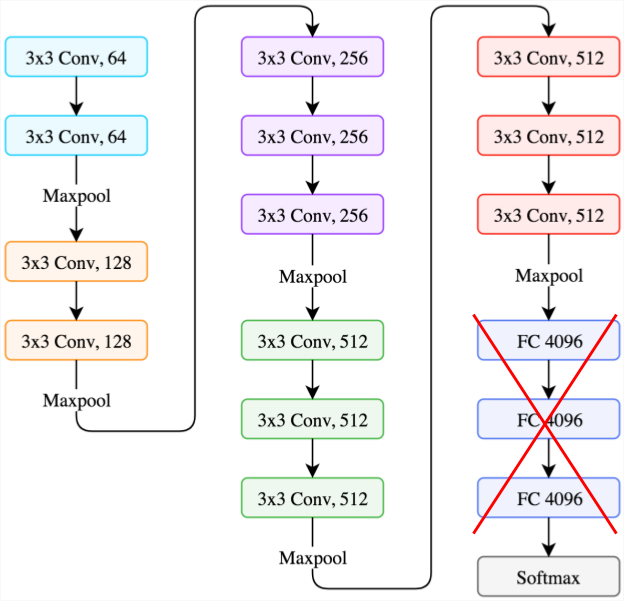 3x3 Conv, 64
3x3 Conv, 64
Maxpool
3x3 Conv, 128
3x3 Conv, 128
Maxpool
3x3 Conv, 256
3x3 Conv, 256
3x3 Conv, 256
Maxpool
3x3 Conv, 512
3x3 Conv, 512
3x3 Conv, 512
Maxpool
3x3 Conv, 512
3x3 Conv, 512
3x3 Conv, 512
Maxpool
FC 4096
FC 4096
FC 4096
Softmax